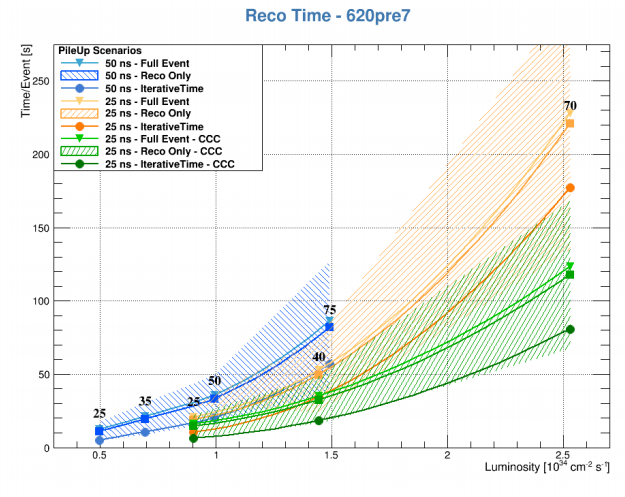 Reco Time - 620pre7
Time/Event [s]
PileUp Scenarios
50 ns - Full Event
50 ns - Reco Only
50 ns - IterativeTime
25 ns - Full Event
25 ns - Reco Only
25 ns - IterativeTime
25 ns - Full Event - CCC
25 ns - Reco Only - CCC
25 ns - IterativeTime - CCC
250
200
150
100
50
0
70
75
40
50
25
35
25
0.5
1
1.5
2
2.5
Luminosity [10³⁴ cm⁻² s⁻¹]